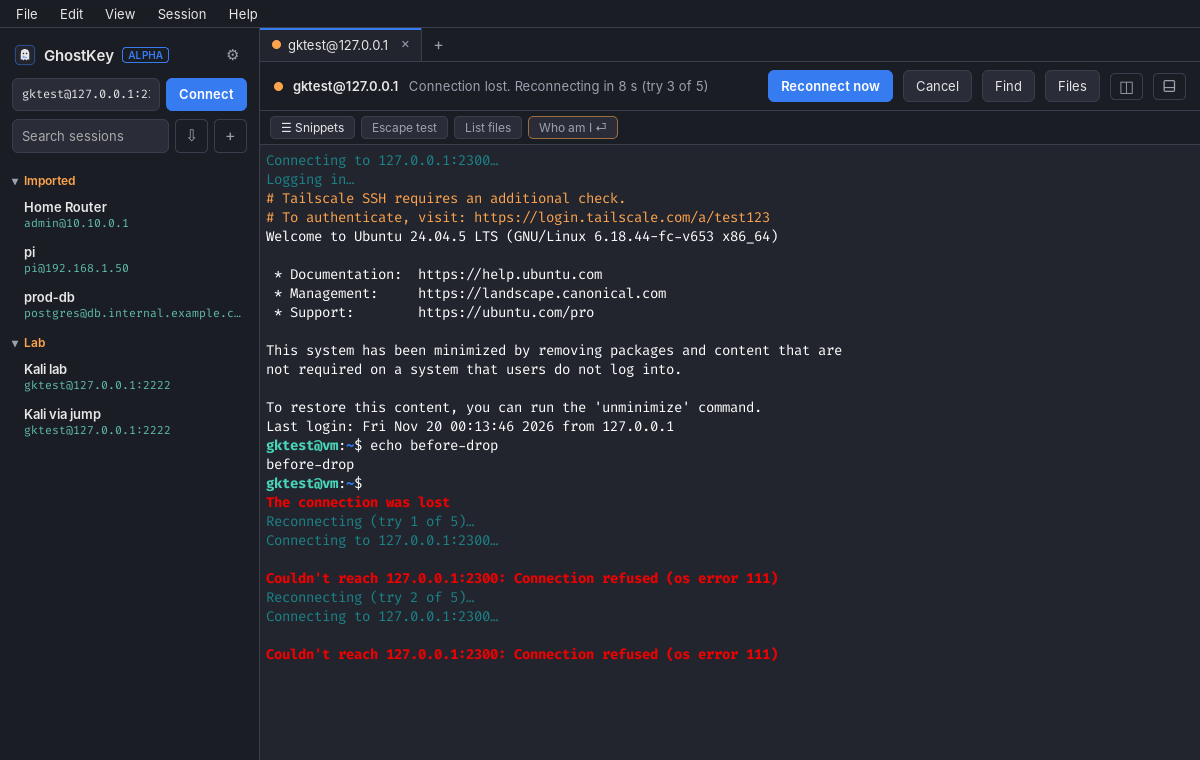 File Edit View Session Help
GhostKey ALPHA
gktest@127.0.0.1:2 Connect
Search sessions
Imported
Home Router
admin@10.10.0.1
pi
pi@192.168.1.50
prod-db
postgres@db.internal.example.c…
Lab
Kali lab
gktest@127.0.0.1:2222
Kali via jump
gktest@127.0.0.1:2222
gktest@127.0.0.1 × +
gktest@127.0.0.1 Connection lost. Reconnecting in 8 s (try 3 of 5) Reconnect now Cancel Find Files
☰ Snippets Escape test List files Who am I ⏎
Connecting to 127.0.0.1:2300…
Logging in…
# Tailscale SSH requires an additional check.
# To authenticate, visit: https://login.tailscale.com/a/test123
Welcome to Ubuntu 24.04.5 LTS (GNU/Linux 6.18.44-fc-v653 x86_64)
* Documentation: https://help.ubuntu.com
* Management: https://landscape.canonical.com
* Support: https://ubuntu.com/pro
This system has been minimized by removing packages and content that are
not required on a system that users do not log into.
To restore this content, you can run the 'unminimize' command.
Last login: Fri Nov 20 00:13:46 2026 from 127.0.0.1
gktest@vm:~$ echo before-drop
before-drop
gktest@vm:~$
The connection was lost
Reconnecting (try 1 of 5)…
Connecting to 127.0.0.1:2300…
Couldn't reach 127.0.0.1:2300: Connection refused (os error 111)
Reconnecting (try 2 of 5)…
Connecting to 127.0.0.1:2300…
Couldn't reach 127.0.0.1:2300: Connection refused (os error 111)